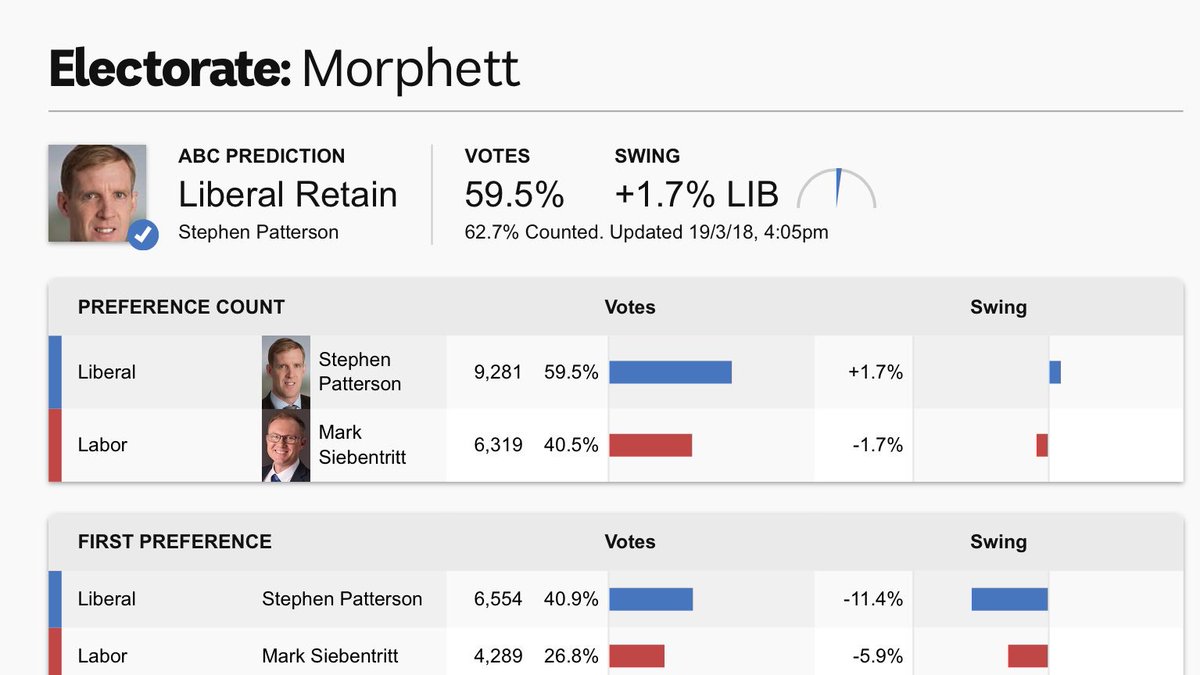 Electorate: Morphett
ABC PREDICTION
Liberal Retain
Stephen Patterson
VOTES
59.5%
SWING
+1.7% LIB
62.7% Counted. Updated 19/3/18, 4:05pm
PREFERENCE COUNT Votes Swing
Liberal Stephen Patterson 9,281 59.5% +1.7%
Labor Mark Siebentritt 6,319 40.5% -1.7%
FIRST PREFERENCE Votes Swing
Liberal Stephen Patterson 6,554 40.9% -11.4%
Labor Mark Siebentritt 4,289 26.8% -5.9%